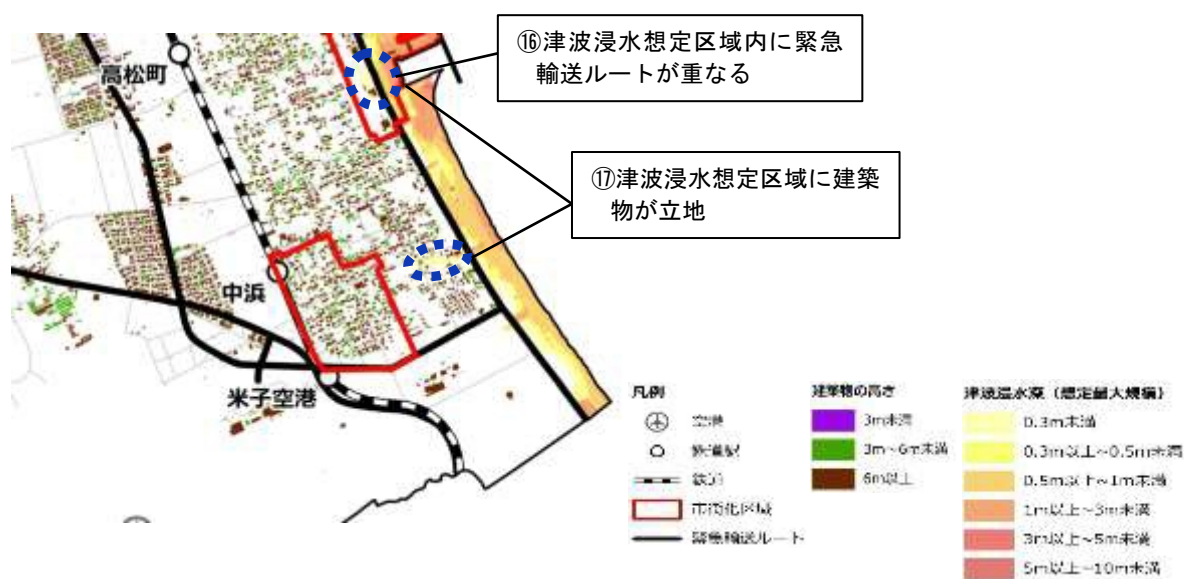 ⑯津波浸水想定区域内に緊急
輸送ルートが重なる
高松町
⑰津波浸水想定区域に建築
物が立地
中浜
米子空港
凡例
空港
鉄道駅
鉄道
市街化区域
緊急輸送ルート
建築物の高さ
3m未満
3m~6m未満
6m以上
津波浸水深（想定最大規模）
0.3m未満
0.3m以上~0.5m未満
0.5m以上~1m未満
1m以上~3m未満
3m以上~5m未満
5m以上~10m未満